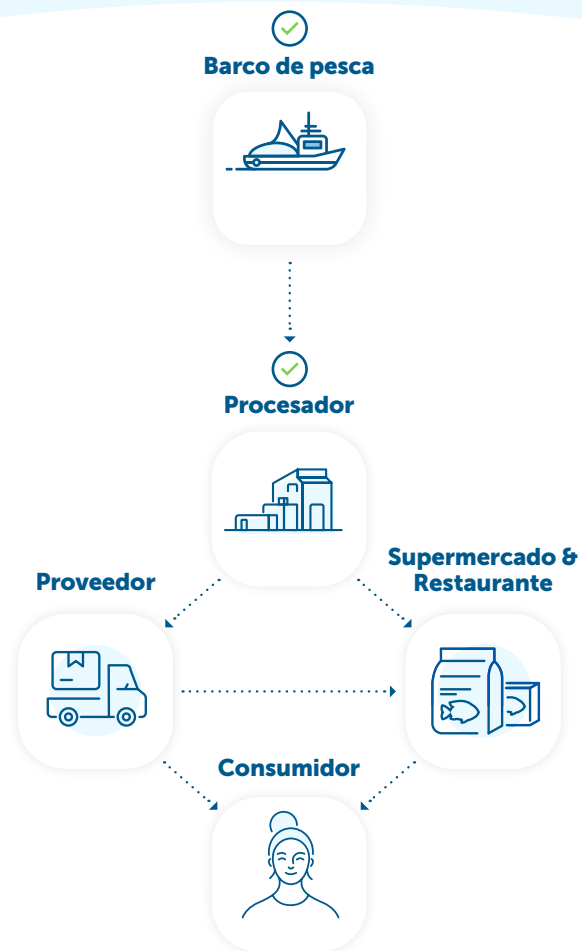 Barco de pesca
Procesador
Proveedor
Supermercado &
Restaurante
Consumidor